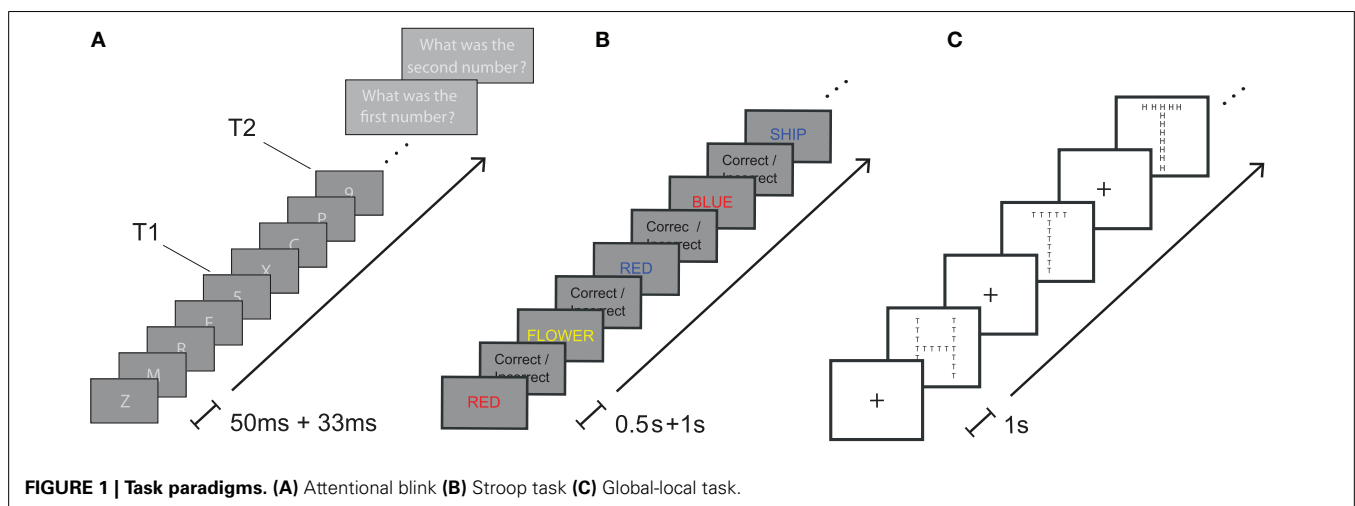 A
What was the
second number?
What was the
first number?
T2
T1
9
P
C
X
5
F
R
M
Z
50ms + 33ms
B
SHIP
Correct /
Incorrect
BLUE
Correc /
Incorrect
RED
Correct /
Incorrect
FLOWER
Correct /
Incorrect
RED
0.5s+1s
C
H H H H H
H
H
H
H
H
H
H
+
T T T T T
T
T
T
T
T
T
+
T T
T T
T T
T T T T T T
T T
T
T
+
1s
FIGURE 1 | Task paradigms. (A) Attentional blink (B) Stroop task (C) Global-local task.